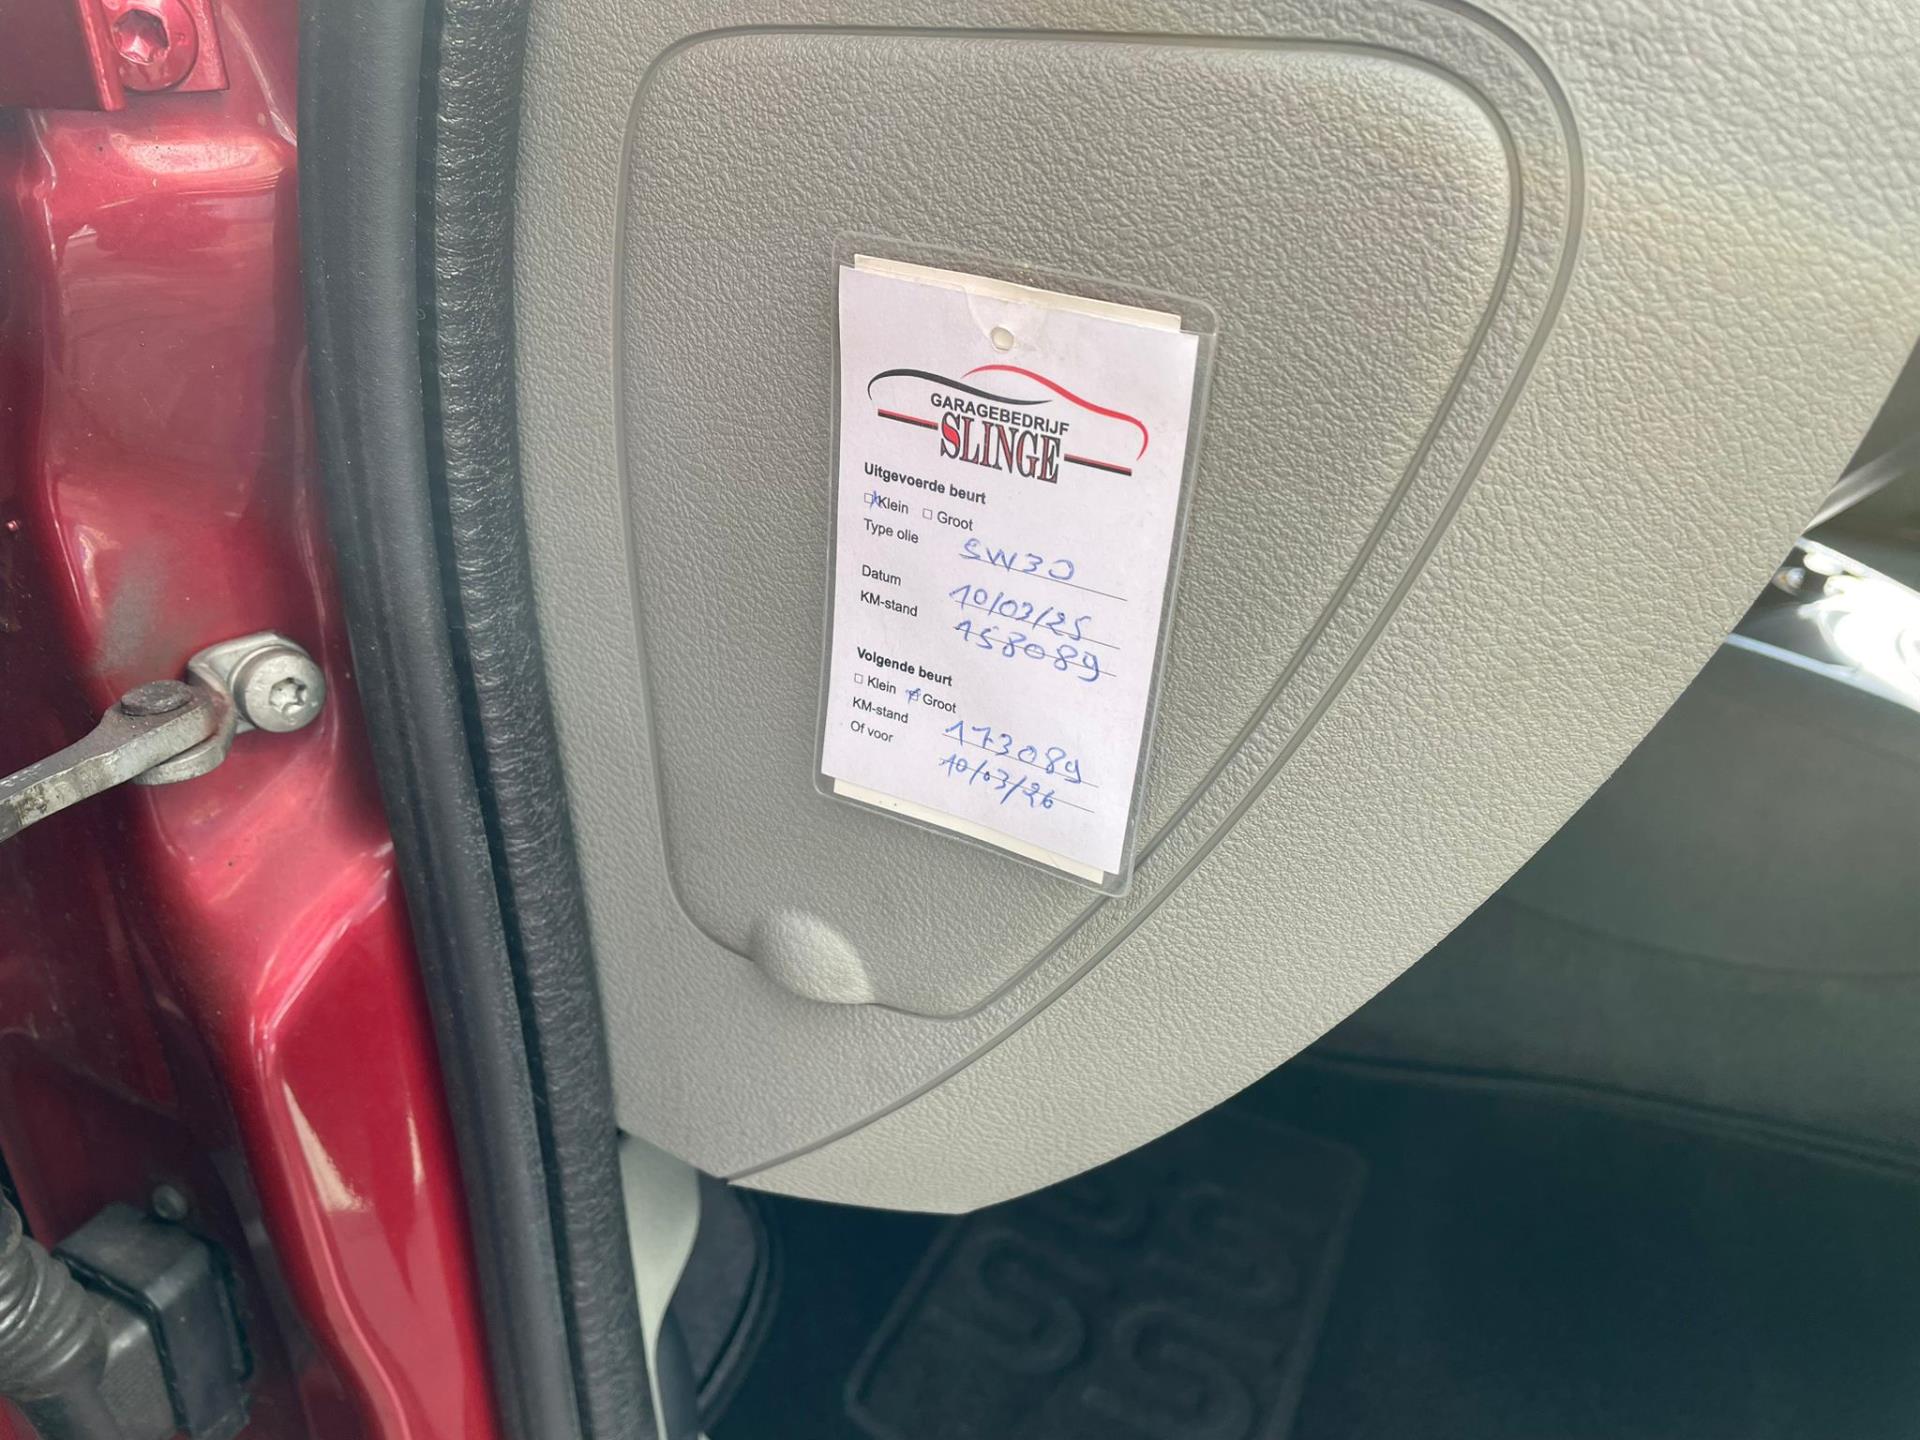 GARAGEBEDRIJF
SLINGE
Uitgevoerde beurt
Klein Groot
Type olie 5W30
Datum 10/03/25
KM-stand 158089
Volgende beurt
Klein Groot
KM-stand 173089
Of voor 10/03/26